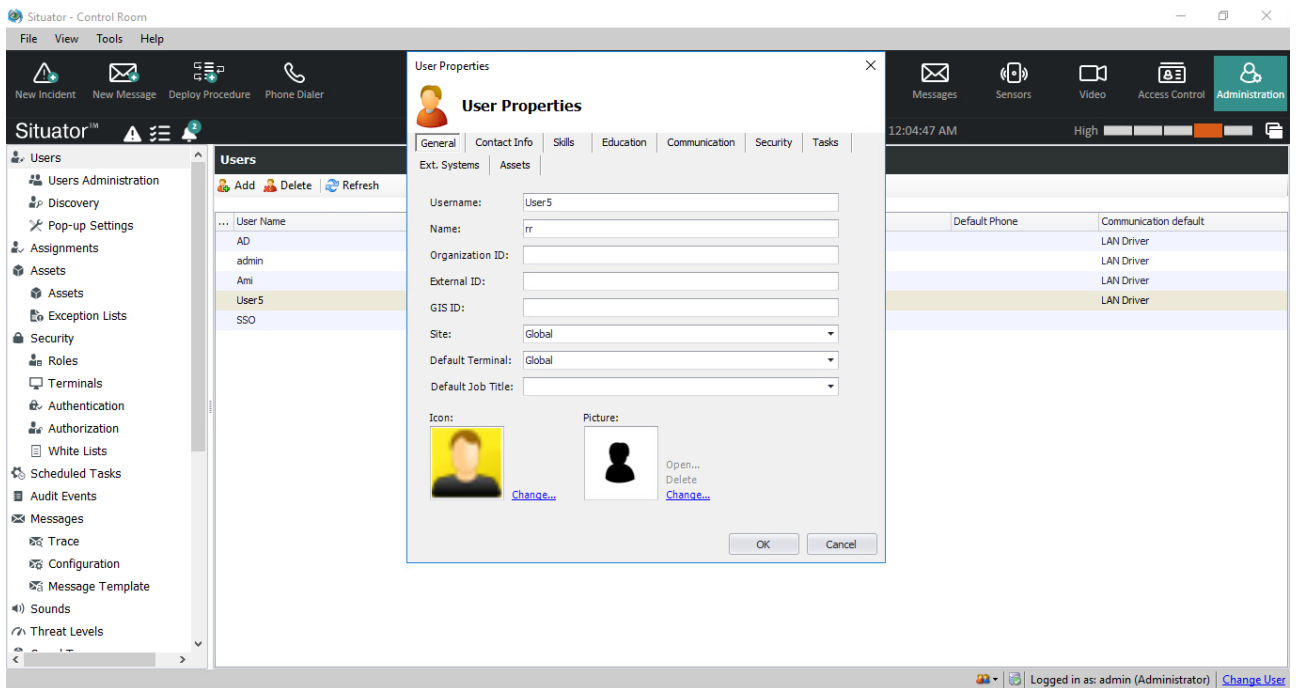 Situator - Control Room
File View Tools Help
New Incident New Message Deploy Procedure Phone Dialer
Messages Sensors Video Access Control Administration
Situator™ 2
12:04:47 AM High
Users
Users Administration
Discovery
Pop-up Settings
Assignments
Assets
Assets
Exception Lists
Security
Roles
Terminals
Authentication
Authorization
White Lists
Scheduled Tasks
Audit Events
Messages
Trace
Configuration
Message Template
Sounds
Threat Levels
Users
Add Delete Refresh
... User Name Default Phone Communication default
AD LAN Driver
admin LAN Driver
Ami LAN Driver
User5 LAN Driver
SSO
User Properties
User Properties
General Contact Info Skills Education Communication Security Tasks
Ext. Systems Assets
Username: User5
Name: rr
Organization ID:
External ID:
GIS ID:
Site: Global
Default Terminal: Global
Default Job Title:
Icon: Picture:
Change...
Open...
Delete
Change...
OK Cancel
Logged in as: admin (Administrator) Change User